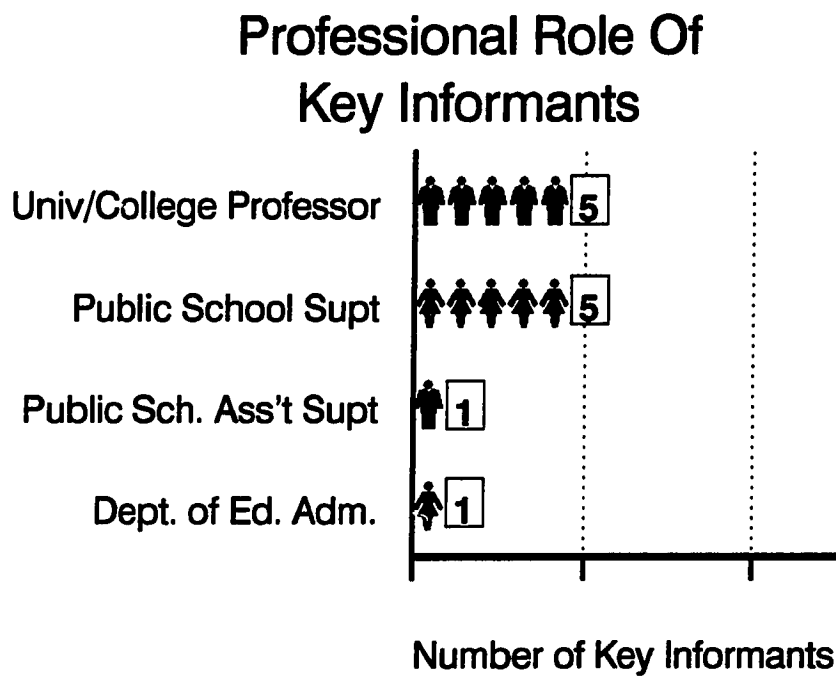 Professional Role Of
Key Informants
Univ/College Professor 5
Public School Supt 5
Public Sch. Ass't Supt 1
Dept. of Ed. Adm. 1
Number of Key Informants